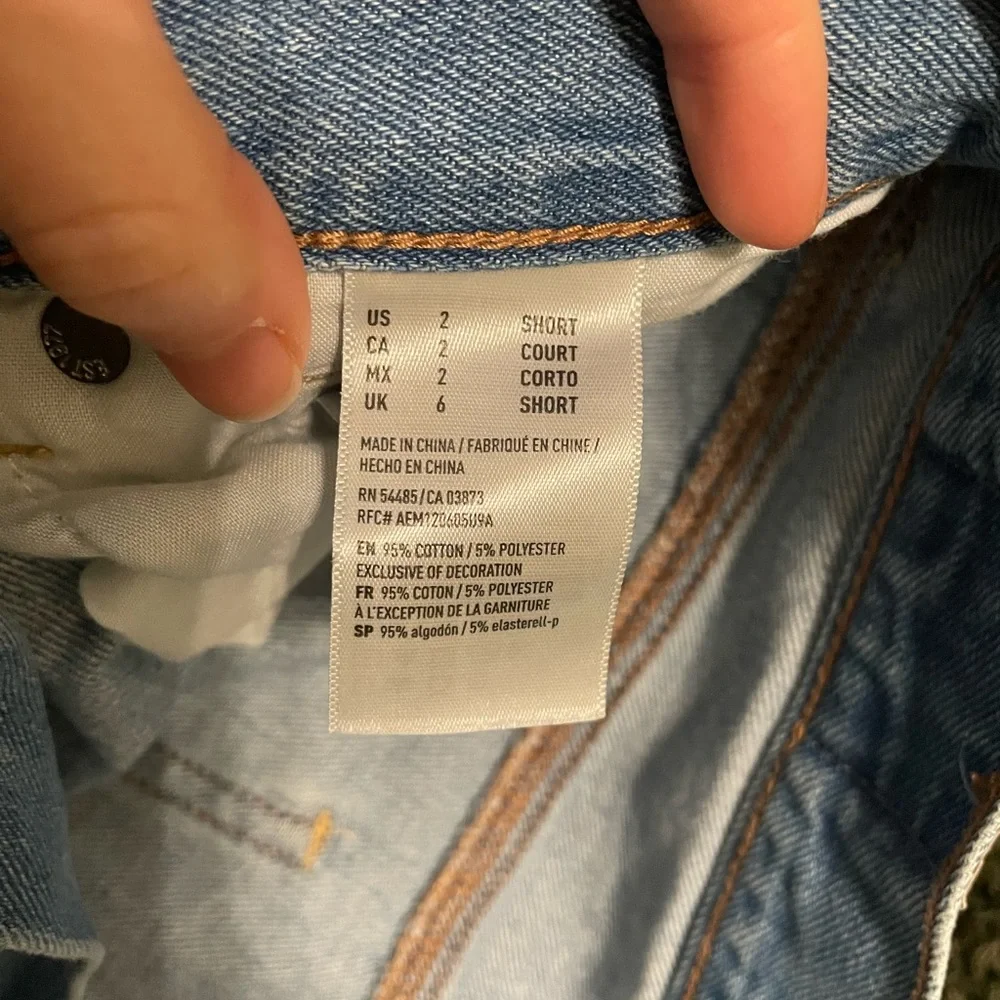 US 2 SHORT
CA 2 COURT
MX 2 CORTO
UK 6 SHORT
MADE IN CHINA / FABRIQUÉ EN CHINE /
HECHO EN CHINA
RN 54485/CA 03873
RFC# AEM120605U9A
EN 95% COTTON / 5% POLYESTER
EXCLUSIVE OF DECORATION
FR 95% COTON / 5% POLYESTER
À L'EXCEPTION DE LA GARNITURE
SP 95% algodón / 5% elasterell-p
EST 1977